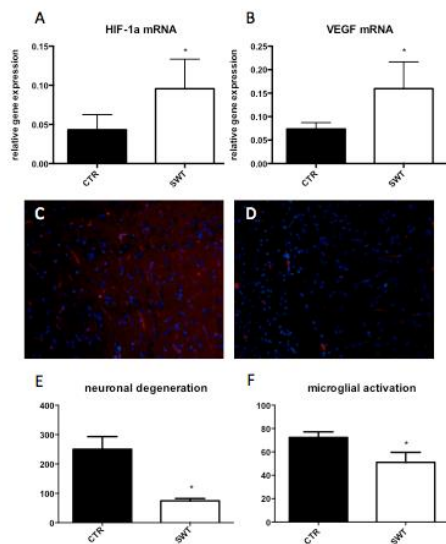 A
HIF-1a mRNA
relative gene expression
0.15
0.10
0.05
0.00
*
CTR
SWT
B
VEGF mRNA
relative gene expression
0.25
0.20
0.15
0.10
0.05
0.00
*
CTR
SWT
C
D
E
neuronal degeneration
400
300
200
100
0
*
CTR
SWT
F
microglial activation
100
80
60
40
20
0
*
CTR
SWT